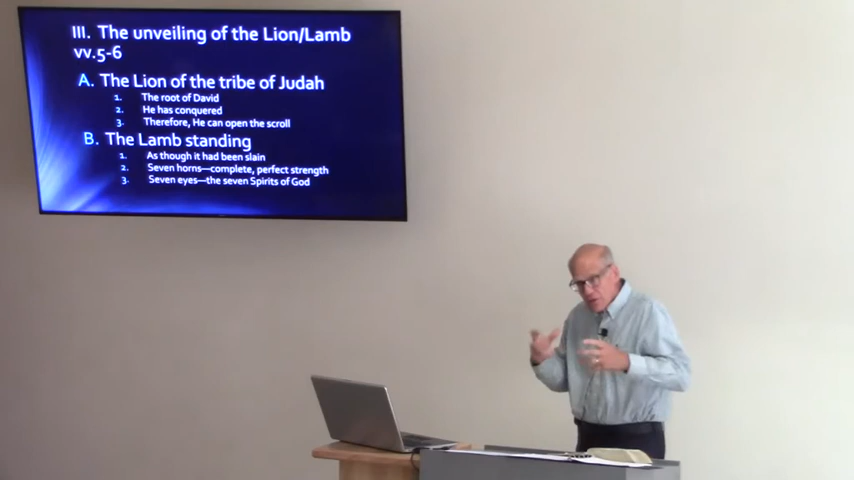 III. The unveiling of the Lion/Lamb
vv.5-6
A. The Lion of the tribe of Judah
1. The root of David
2. He has conquered
3. Therefore, He can open the scroll
B. The Lamb standing
1. As though it had been slain
2. Seven horns—complete, perfect strength
3. Seven eyes—the seven Spirits of God